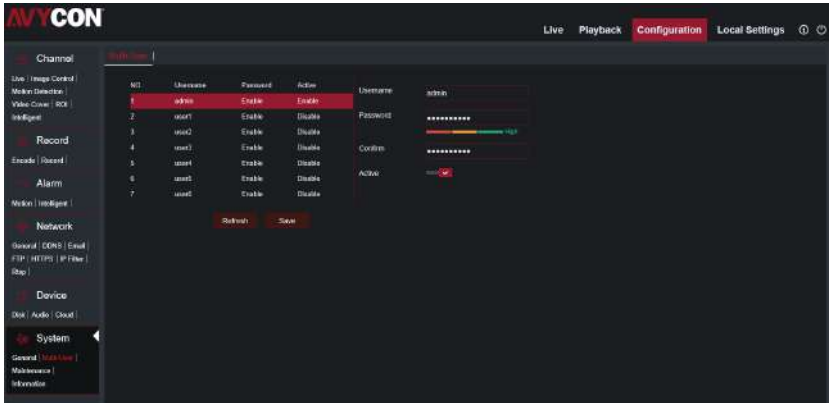 AVYCON
Live Playback Configuration Local Settings
Channel
Live | Image Control |
Motion Detection |
Video Cover | ROI |
Intelligent
Record
Encode | Record |
Alarm
Motion | Intelligent |
Network
General | DDNS | Email |
FTP | HTTPS | IP Filter |
Rtsp |
Device
Disk | Audio | Cloud |
System
General | Multi-User |
Maintenance |
Information
Multi-User |
NO. Username Password Active
1 admin Enable Enable
2 user1 Enable Disable
3 user2 Enable Disable
4 user3 Enable Disable
5 user4 Enable Disable
6 user5 Enable Disable
7 user6 Enable Disable
Refresh Save
Username admin
Password ••••••••••
High
Confirm ••••••••••
Active